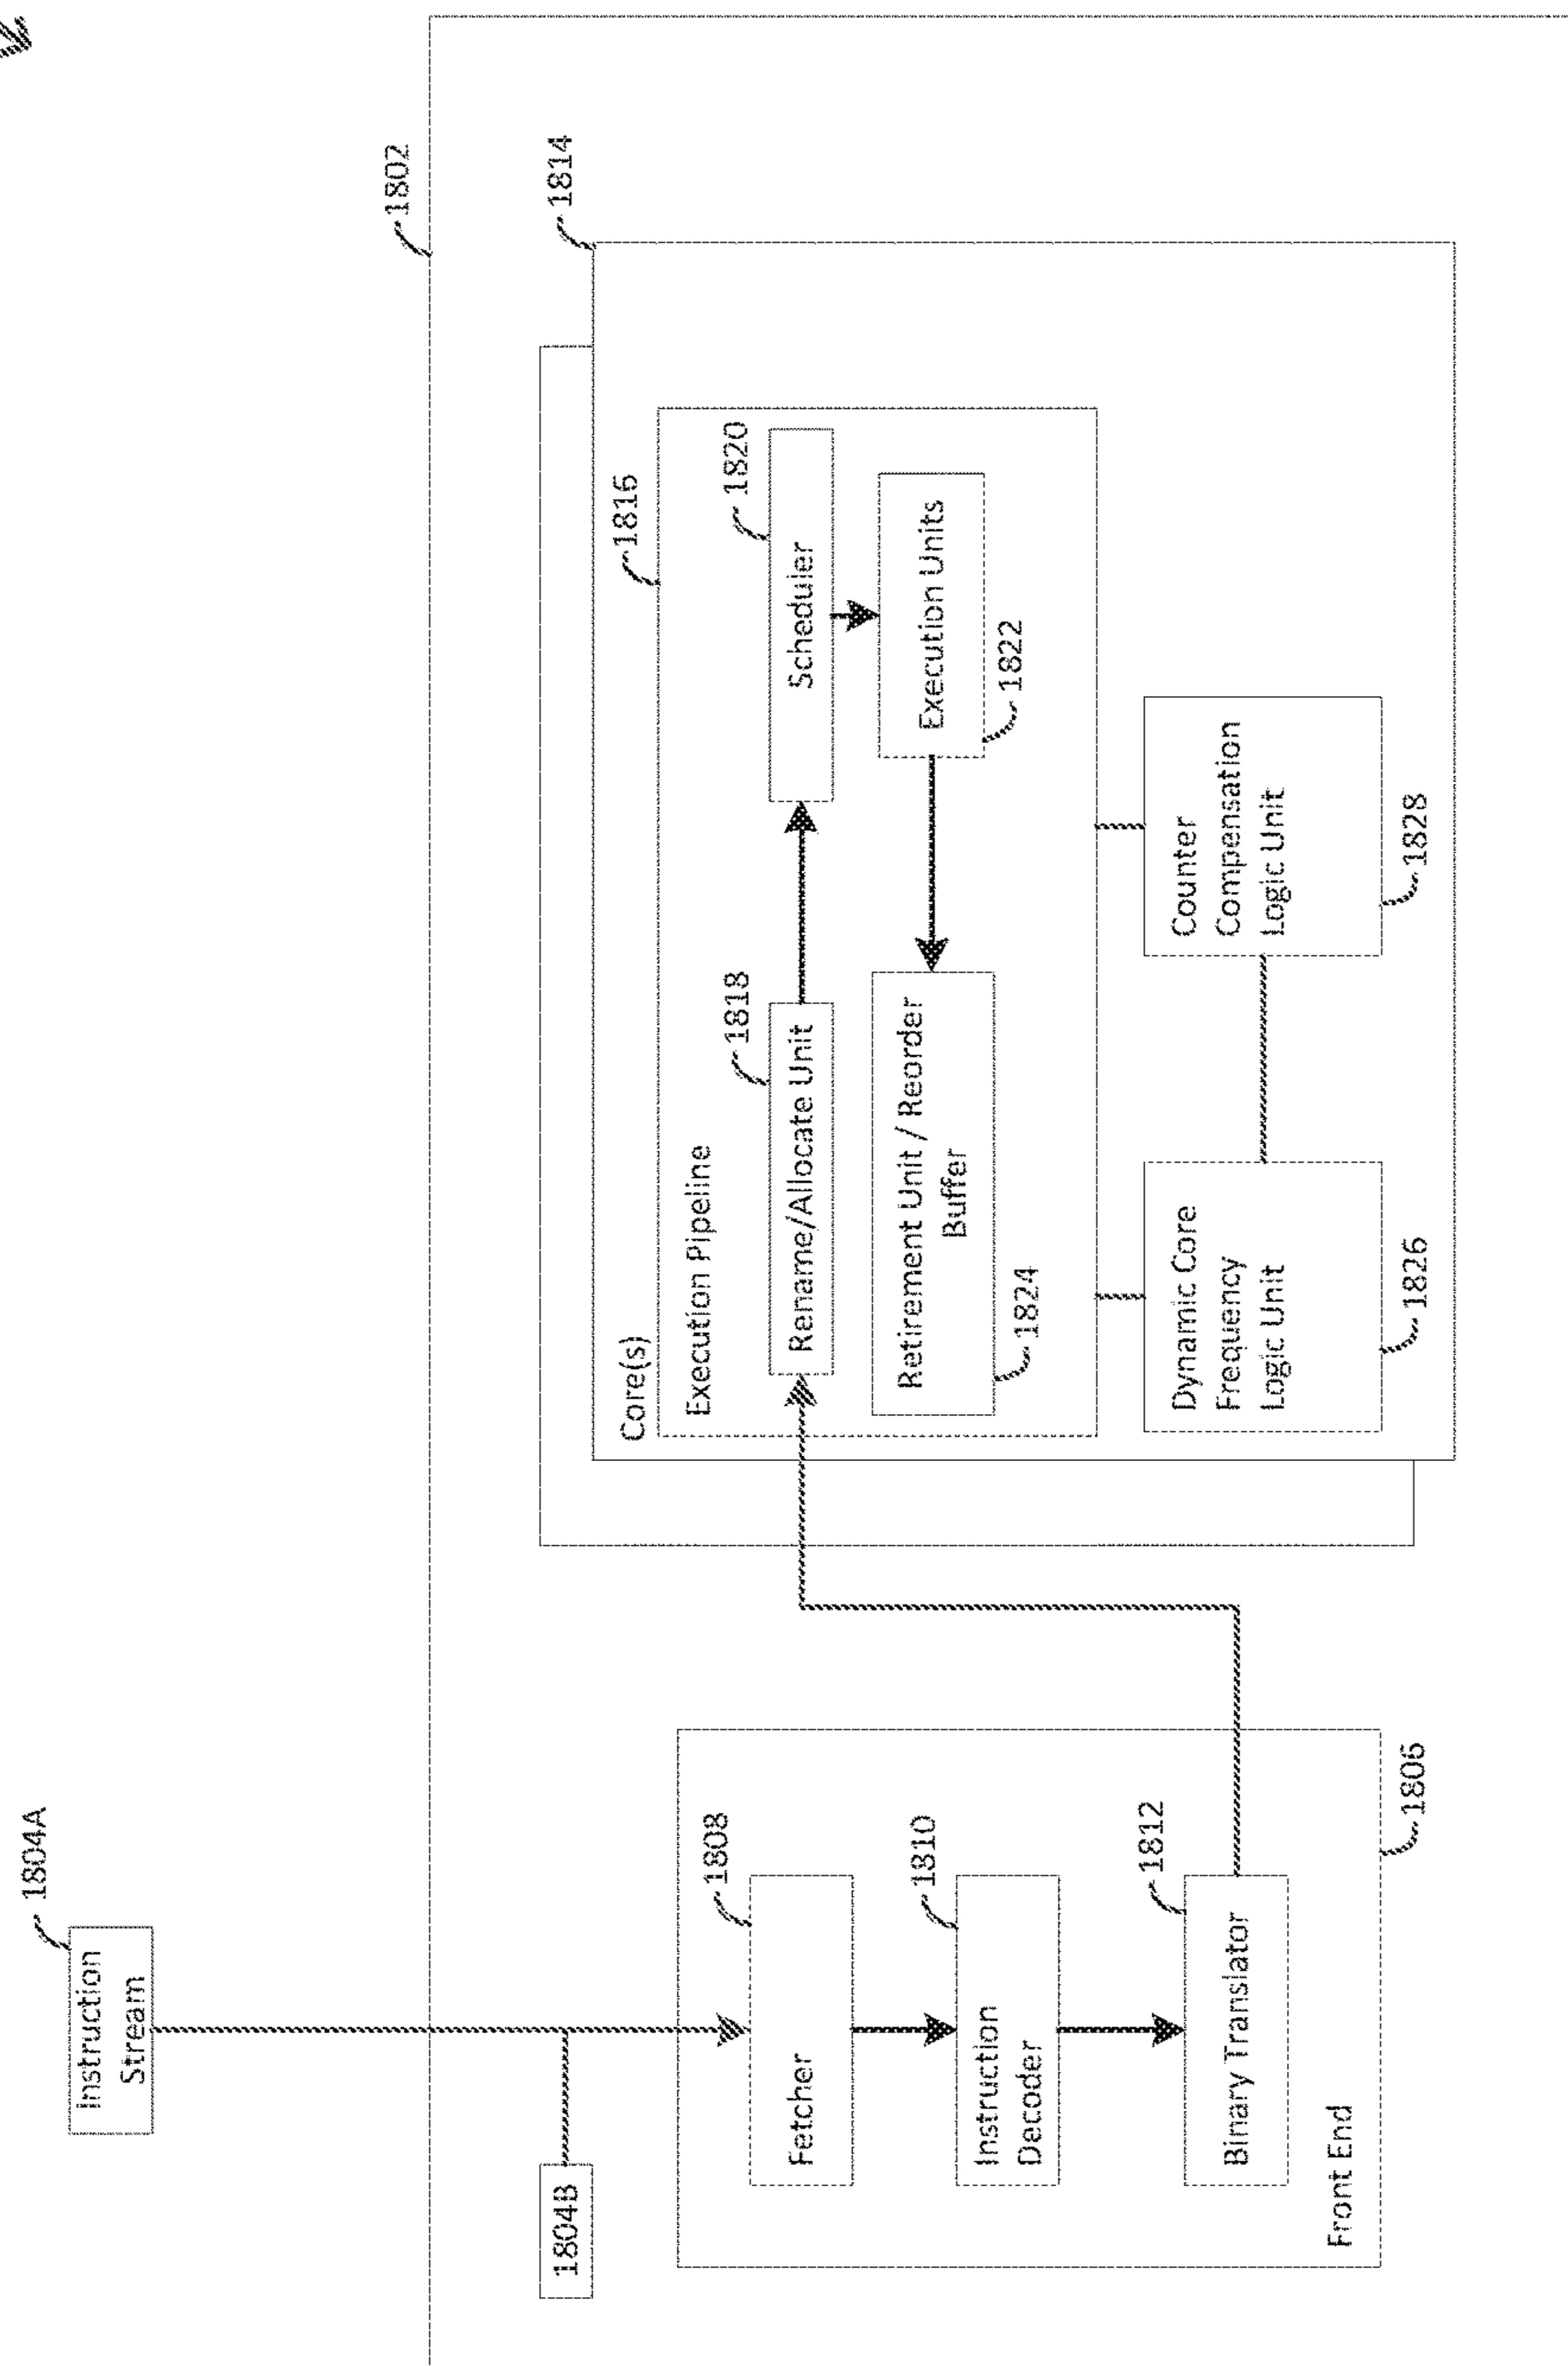 1804A
Instruction
Stream
1804B
1802
1808
Fetcher
1810
Instruction
Decoder
1812
Binary Translator
Front End
1806
1814
Core(s)
1816
Execution Pipeline
1818
Rename/Allocate Unit
1820
Scheduler
Execution Units
1822
Retirement Unit / Reorder
Buffer
1824
Dynamic Core
Frequency
Logic Unit
1826
Counter
Compensation
Logic Unit
1828